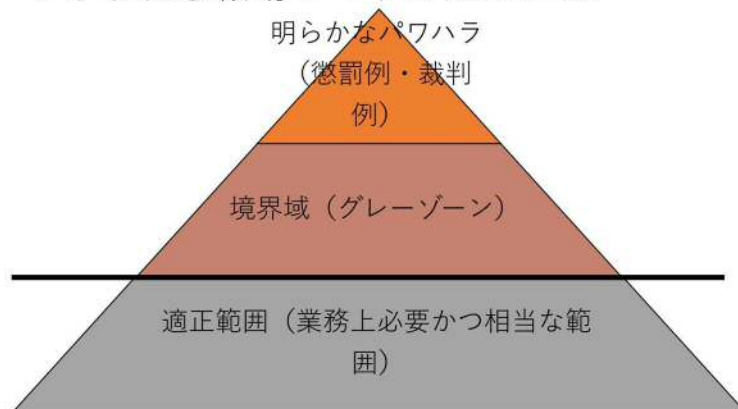 明らかなパワハラ
（懲罰例・裁判
例）
境界域（グレーゾーン）
適正範囲（業務上必要かつ相当な範
囲）